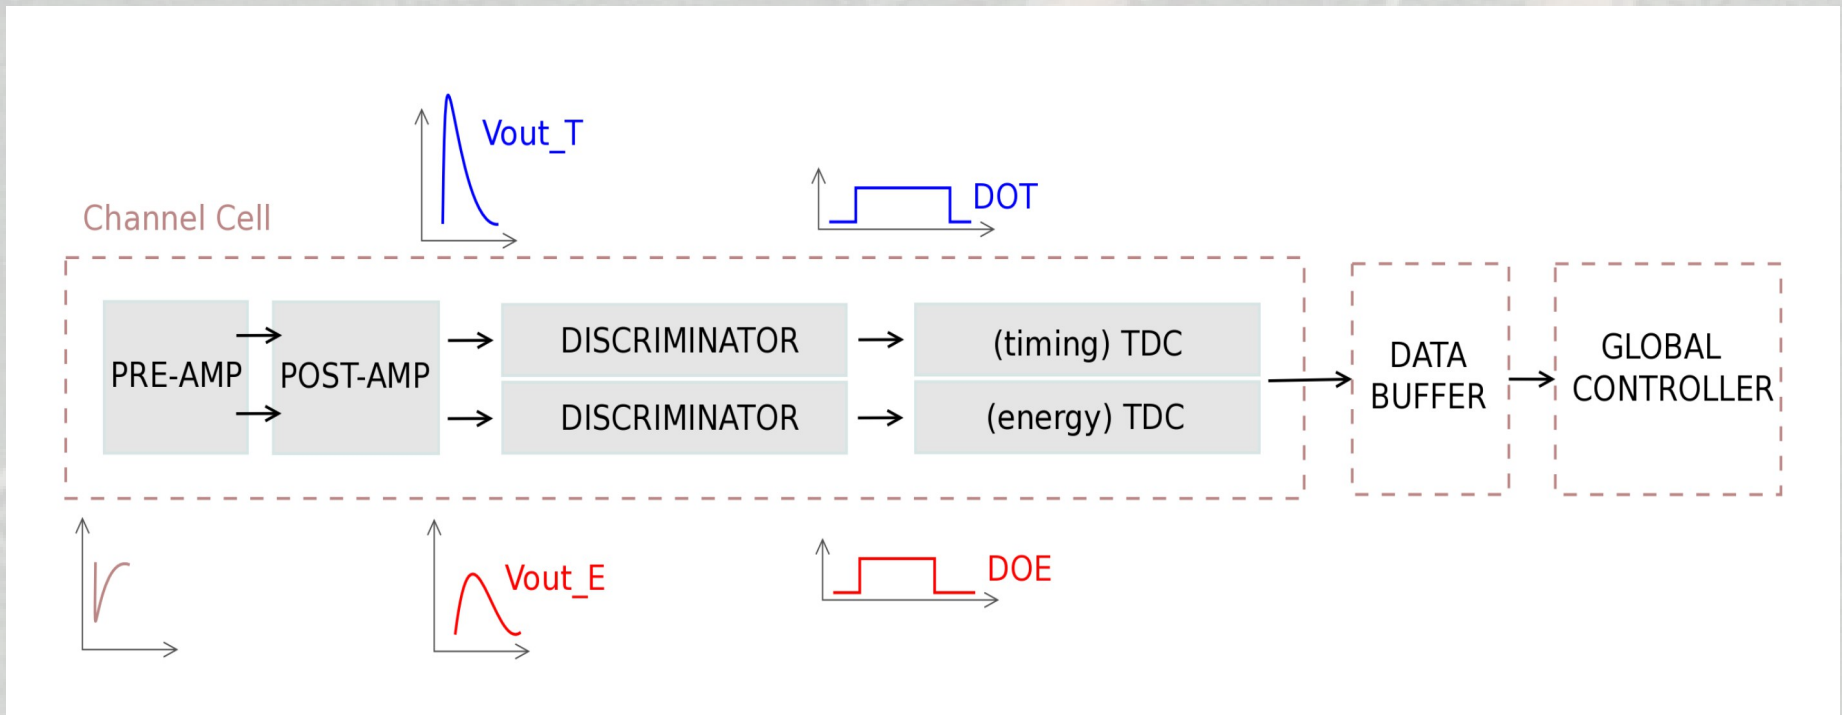 Vout_T
DOT
Channel Cell
PRE-AMP
POST-AMP
DISCRIMINATOR
(timing) TDC
DISCRIMINATOR
(energy) TDC
DATA
BUFFER
GLOBAL
CONTROLLER
Vout_E
DOE